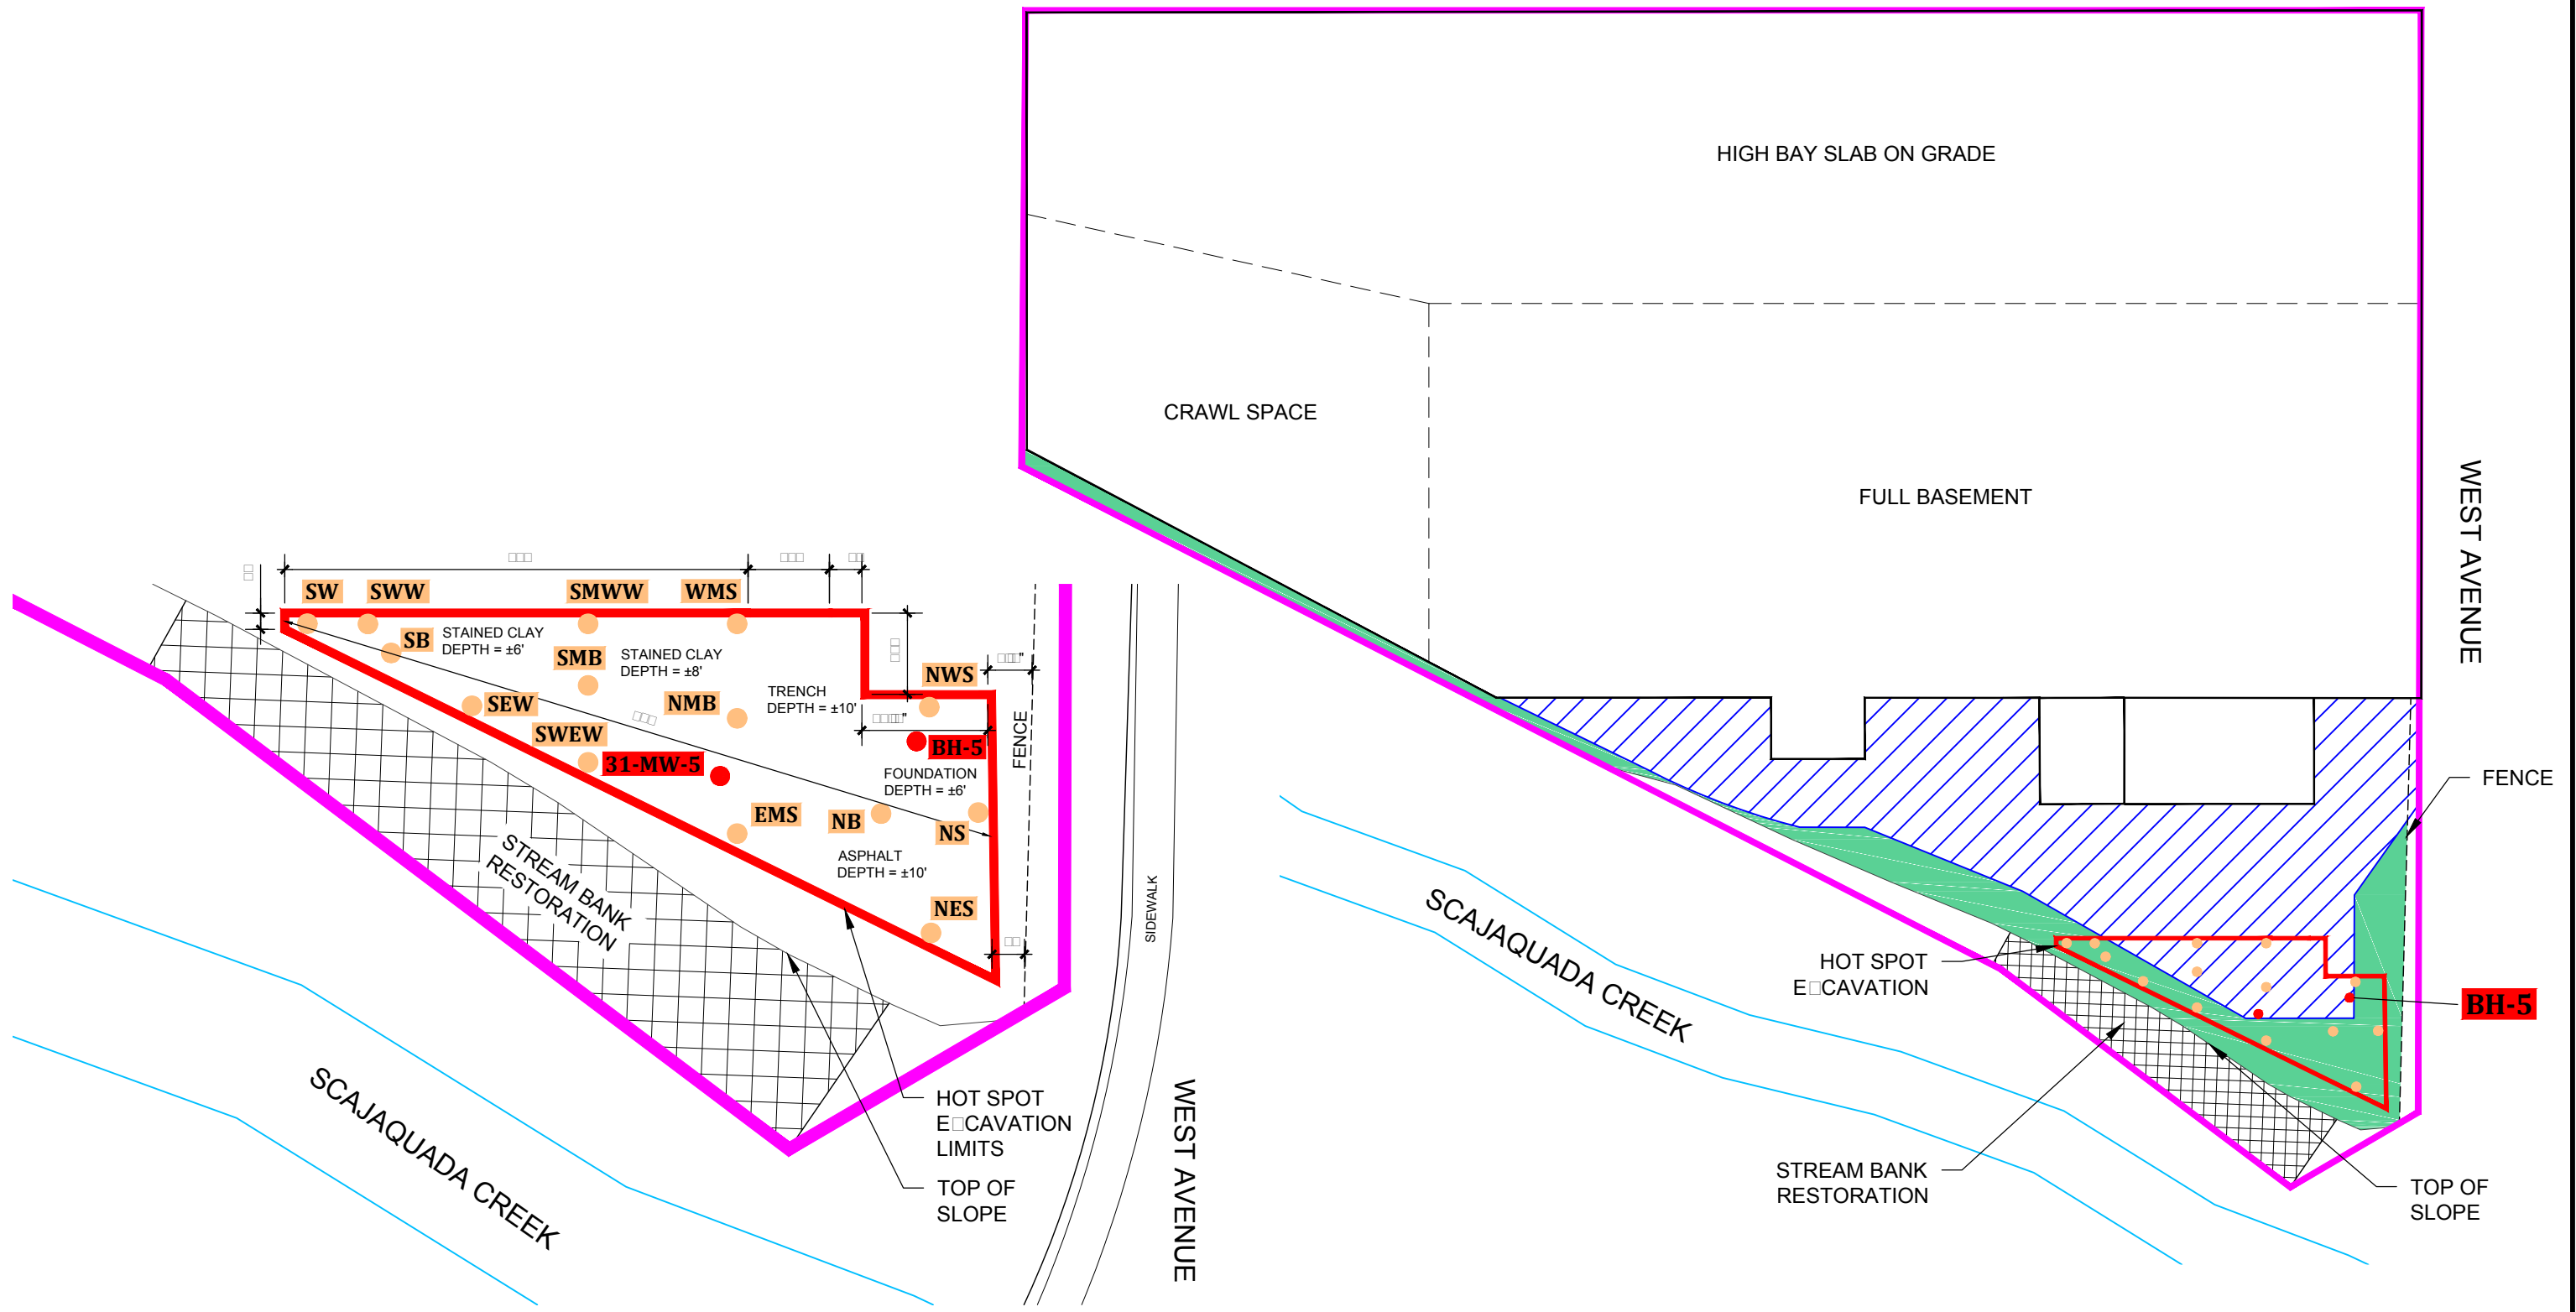 HIGH BAY SLAB ON GRADE
CRAWL SPACE
FULL BASEMENT
WEST AVENUE
FENCE
SCAJAQUADA CREEK
HOT SPOT
E□CAVATION
BH-5
STREAM BANK
RESTORATION
TOP OF
SLOPE
SW
SWW
SMWW
WMS
SB
STAINED CLAY
DEPTH = ±6'
SMB
STAINED CLAY
DEPTH = ±8'
NWS
SEW
NMB
TRENCH
DEPTH = ±10'
SWEW
31-MW-5
BH-5
FENCE
FOUNDATION
DEPTH = ±6'
EMS
NB
NS
ASPHALT
DEPTH = ±10'
NES
STREAM BANK
RESTORATION
SIDEWALK
HOT SPOT
E□CAVATION
LIMITS
TOP OF
SLOPE
SCAJAQUADA CREEK
WEST AVENUE